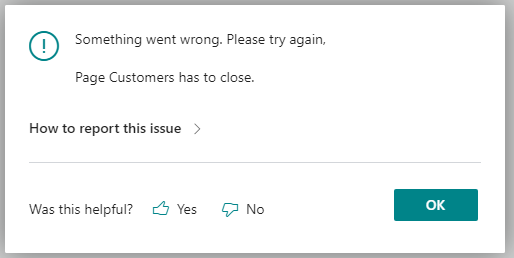 Something went wrong. Please try again,
Page Customers has to close.
How to report this issue
Was this helpful? Yes No OK